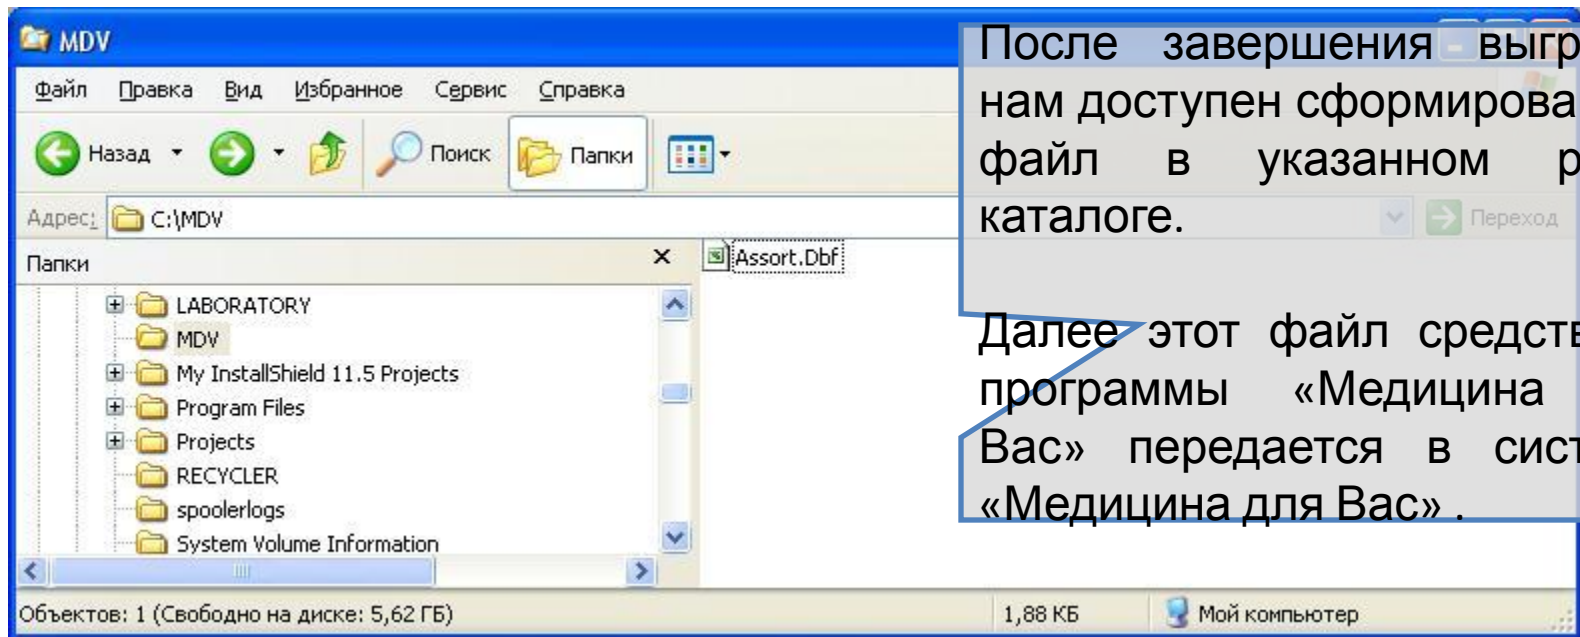 MDV
Файл Правка Вид Избранное Сервис Справка
Назад Поиск Папки
Адрес: C:\MDV Переход
Папки
LABORATORY
MDV
My InstallShield 11.5 Projects
Program Files
Projects
RECYCLER
spoolerlogs
System Volume Information
Assort.Dbf
Объектов: 1 (Свободно на диске: 5,62 ГБ) 1,88 КБ Мой компьютер
После завершения выгр
нам доступен сформирова
файл в указанном р
каталоге.
Далее этот файл средств
программы «Медицина
Вас» передается в сист
«Медицина для Вас» .